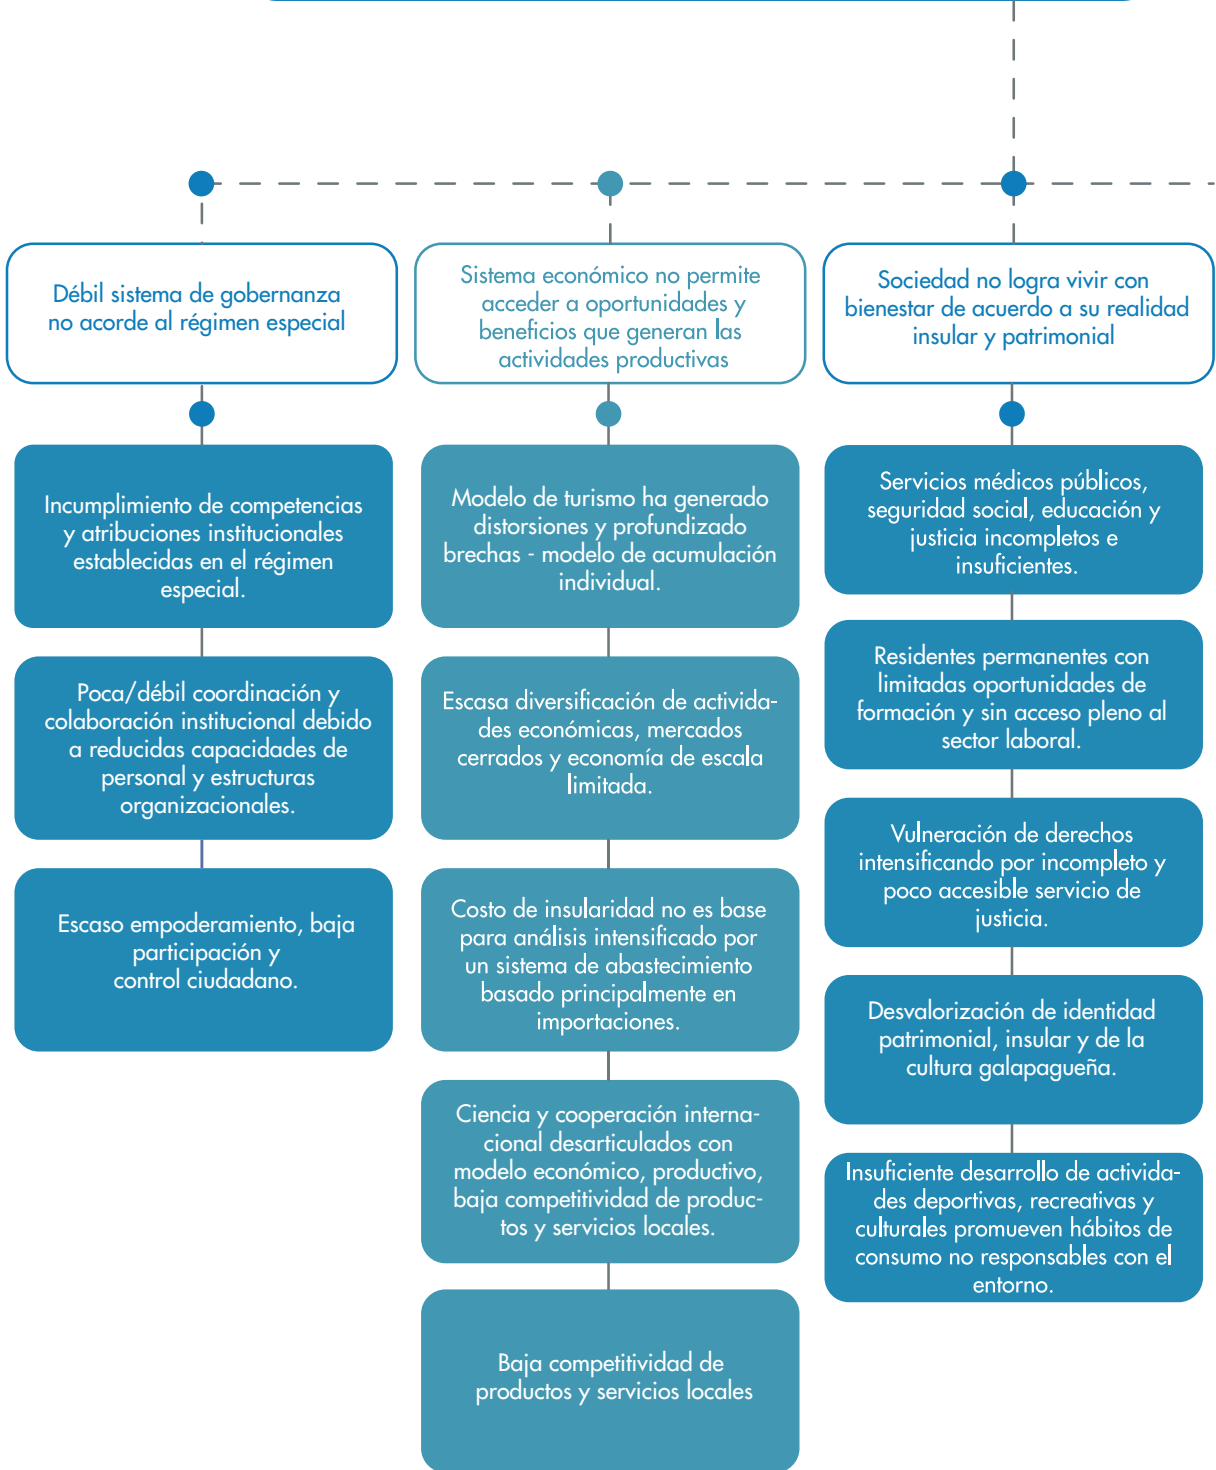 Débil sistema de gobernanza
no acorde al régimen especial
Incumplimiento de competencias
y atribuciones institucionales
establecidas en el régimen
especial.
Poca/débil coordinación y
colaboración institucional debido
a reducidas capacidades de
personal y estructuras
organizacionales.
Escaso empoderamiento, baja
participación y
control ciudadano.
Sistema económico no permite
acceder a oportunidades y
beneficios que generan las
actividades productivas
Modelo de turismo ha generado
distorsiones y profundizado
brechas - modelo de acumulación
individual.
Escasa diversificación de activida-
des económicas, mercados
cerrados y economía de escala
limitada.
Costo de insularidad no es base
para análisis intensificado por
un sistema de abastecimiento
basado principalmente en
importaciones.
Ciencia y cooperación interna-
cional desarticulados con
modelo económico, productivo,
baja competitividad de produc-
tos y servicios locales.
Baja competitividad de
productos y servicios locales
Sociedad no logra vivir con
bienestar de acuerdo a su realidad
insular y patrimonial
Servicios médicos públicos,
seguridad social, educación y
justicia incompletos e
insuficientes.
Residentes permanentes con
limitadas oportunidades de
formación y sin acceso pleno al
sector laboral.
Vulneración de derechos
intensificando por incompleto y
poco accesible servicio de
justicia.
Desvalorización de identidad
patrimonial, insular y de la
cultura galapagueña.
Insuficiente desarrollo de activida-
des deportivas, recreativas y
culturales promueven hábitos de
consumo no responsables con el
entorno.